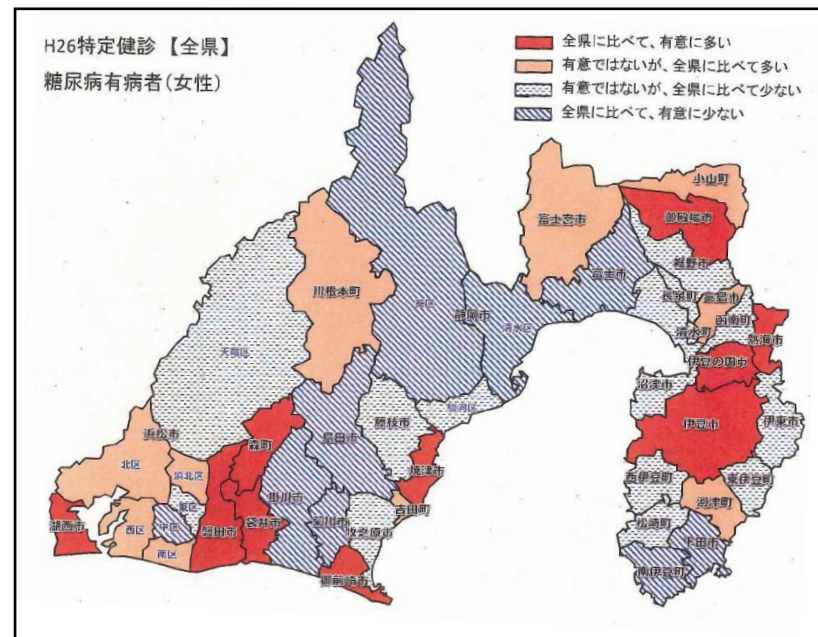 H26特定健診 【全県】
糖尿病有病者(女性)
全県に比べて、有意に多い
有意ではないが、全県に比べて多い
有意ではないが、全県に比べて少ない
全県に比べて、有意に少ない
小山町
御殿場市
富士宮市
裾野市
富士市
川根本町
長泉町
三島市
葵区
静岡市
清水区
清水町
函南町
熱海市
伊豆の国市
天竜区
沼津市
駿河区
伊豆市
伊東市
浜松市
藤枝市
森町
島田市
北区
浜北区
焼津市
西伊豆町
東伊豆町
掛川市
吉田町
河津町
湖西市
西区
中区
東区
磐田市
袋井市
菊川市
牧之原市
松崎町
下田市
南区
南伊豆町
御前崎市